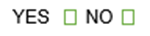 YES □ NO □